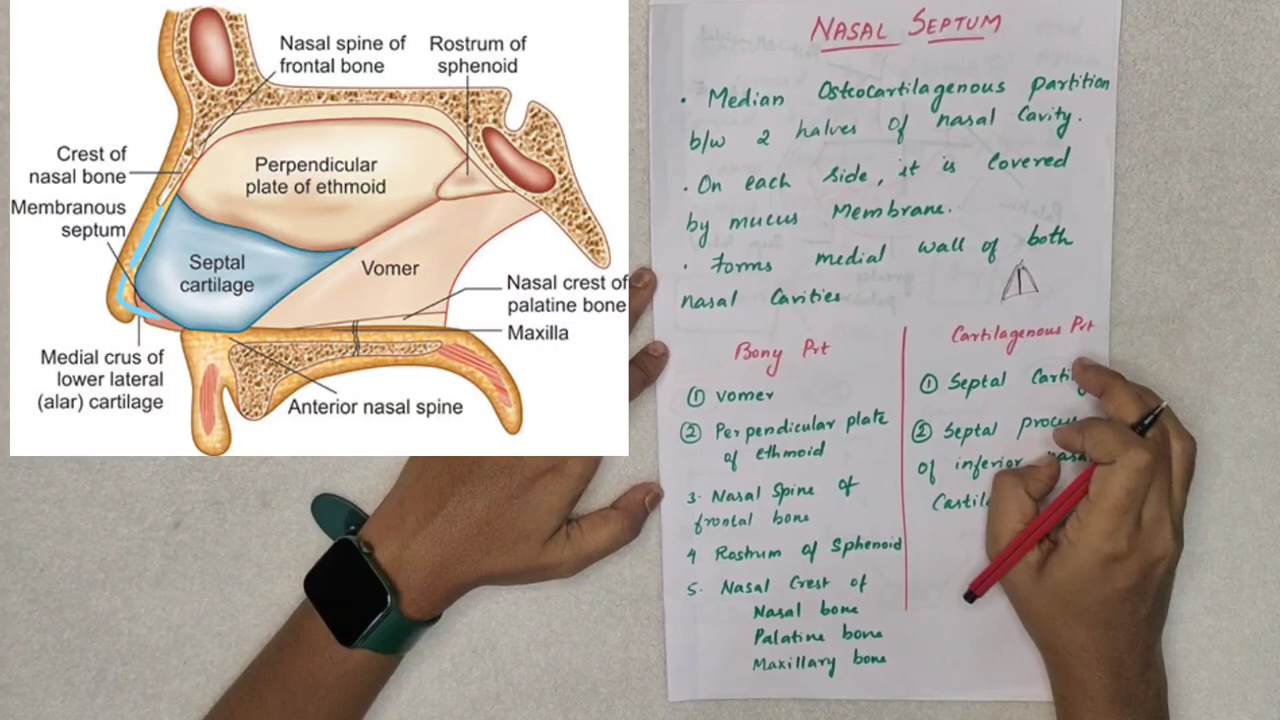 Nasal spine of
frontal bone
Rostrum of
sphenoid
Crest of
nasal bone
Perpendicular
plate of ethmoid
Membranous
septum
Septal
cartilage
Vomer
Nasal crest of
palatine bone
Maxilla
Medial crus of
lower lateral
(alar) cartilage
Anterior nasal spine
NASAL SEPTUM
• Median Osteocartilagenous partition
b/w 2 halves of nasal Cavity.
• On each side, it is Covered
by mucus Membrane.
• Forms medial wall of both
nasal Cavities
Bony Prt
① Vomer
② Perpendicular plate
of ethmoid
3. Nasal Spine of
frontal bone
4 Rostrum of Sphenoid
5. Nasal Crest of
Nasal bone
Palatine bone
Maxillary bone
Cartilagenous Prt
① Septal
② Septal
of inferior